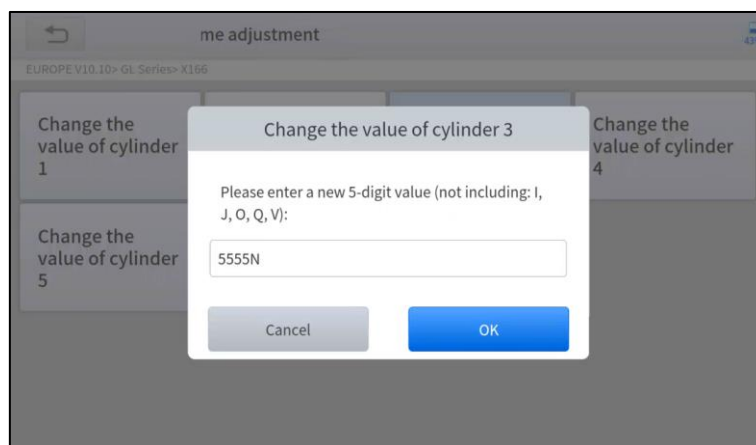 me adjustment
43%
EUROPE V10.10> GL Series> X166
Change the
value of cylinder
1
Change the
value of cylinder
4
Change the
value of cylinder
5
Change the value of cylinder 3
Please enter a new 5-digit value (not including: I,
J, O, Q, V):
5555N
Cancel
OK